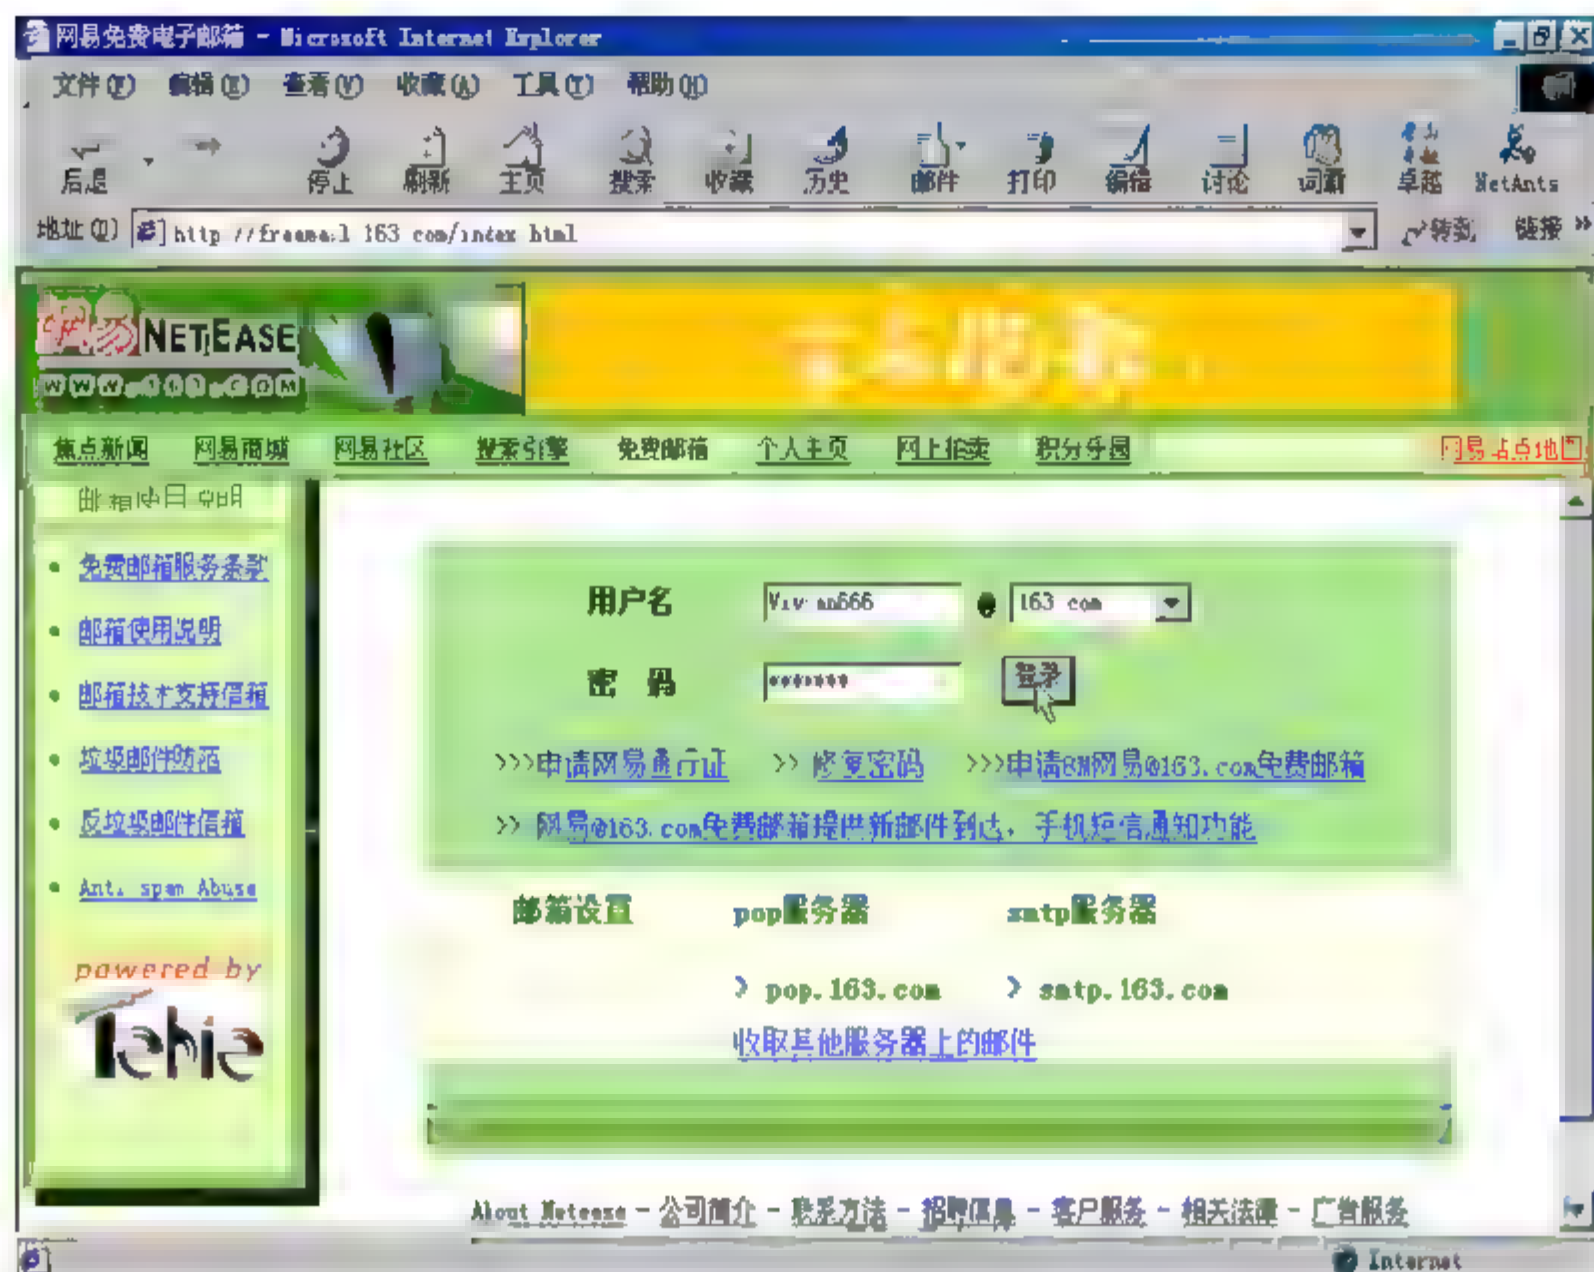 网易免费电子邮箱 - Microsoft Internet Explorer
文件(F) 编辑(E) 查看(V) 收藏(A) 工具(T) 帮助(H)
后退 停止 刷新 主页 搜索 收藏 历史 邮件 打印 编辑 讨论 词霸 卓越 NetAnts
地址(D) http://freemail.163.com/index.html 转到 链接 »
网易 NETEASE
焦点新闻 网易商城 网易社区 搜索引擎 免费邮箱 个人主页 网上拍卖 积分乐园 网易站点地图
邮箱使用说明
• 免费邮箱服务条款
• 邮箱使用说明
• 邮箱技术支持信箱
• 垃圾邮件防范
• 反垃圾邮件信箱
• Anti spam Abuse
powered by
用户名 Vivian666 @ 163.com
密 码 ******* 登录
>>>申请网易通行证 >> 修复密码 >>>申请8M网易@163.com免费邮箱
>> 网易@163.com免费邮箱提供新邮件到达，手机短信通知功能
邮箱设置 pop服务器 smtp服务器
> pop.163.com > smtp.163.com
收取其他服务器上的邮件
About Netease - 公司简介 - 联系方法 - 招聘信息 - 客户服务 - 相关法律 - 广告服务
Internet